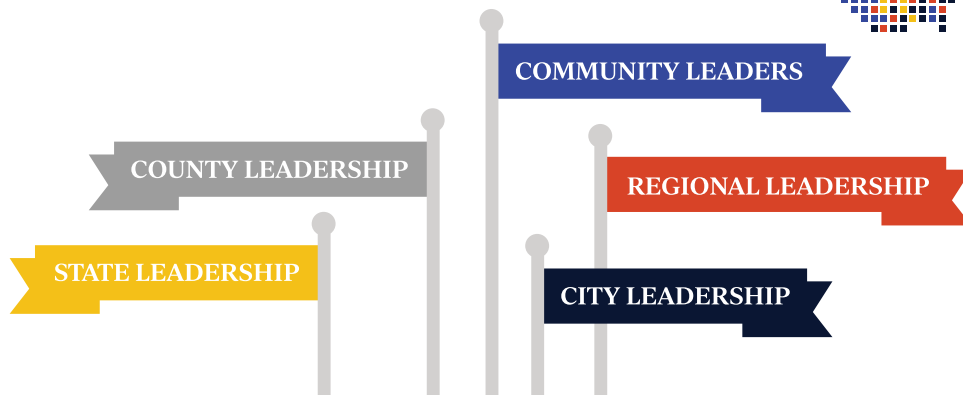 COMMUNITY LEADERS
COUNTY LEADERSHIP
REGIONAL LEADERSHIP
STATE LEADERSHIP
CITY LEADERSHIP